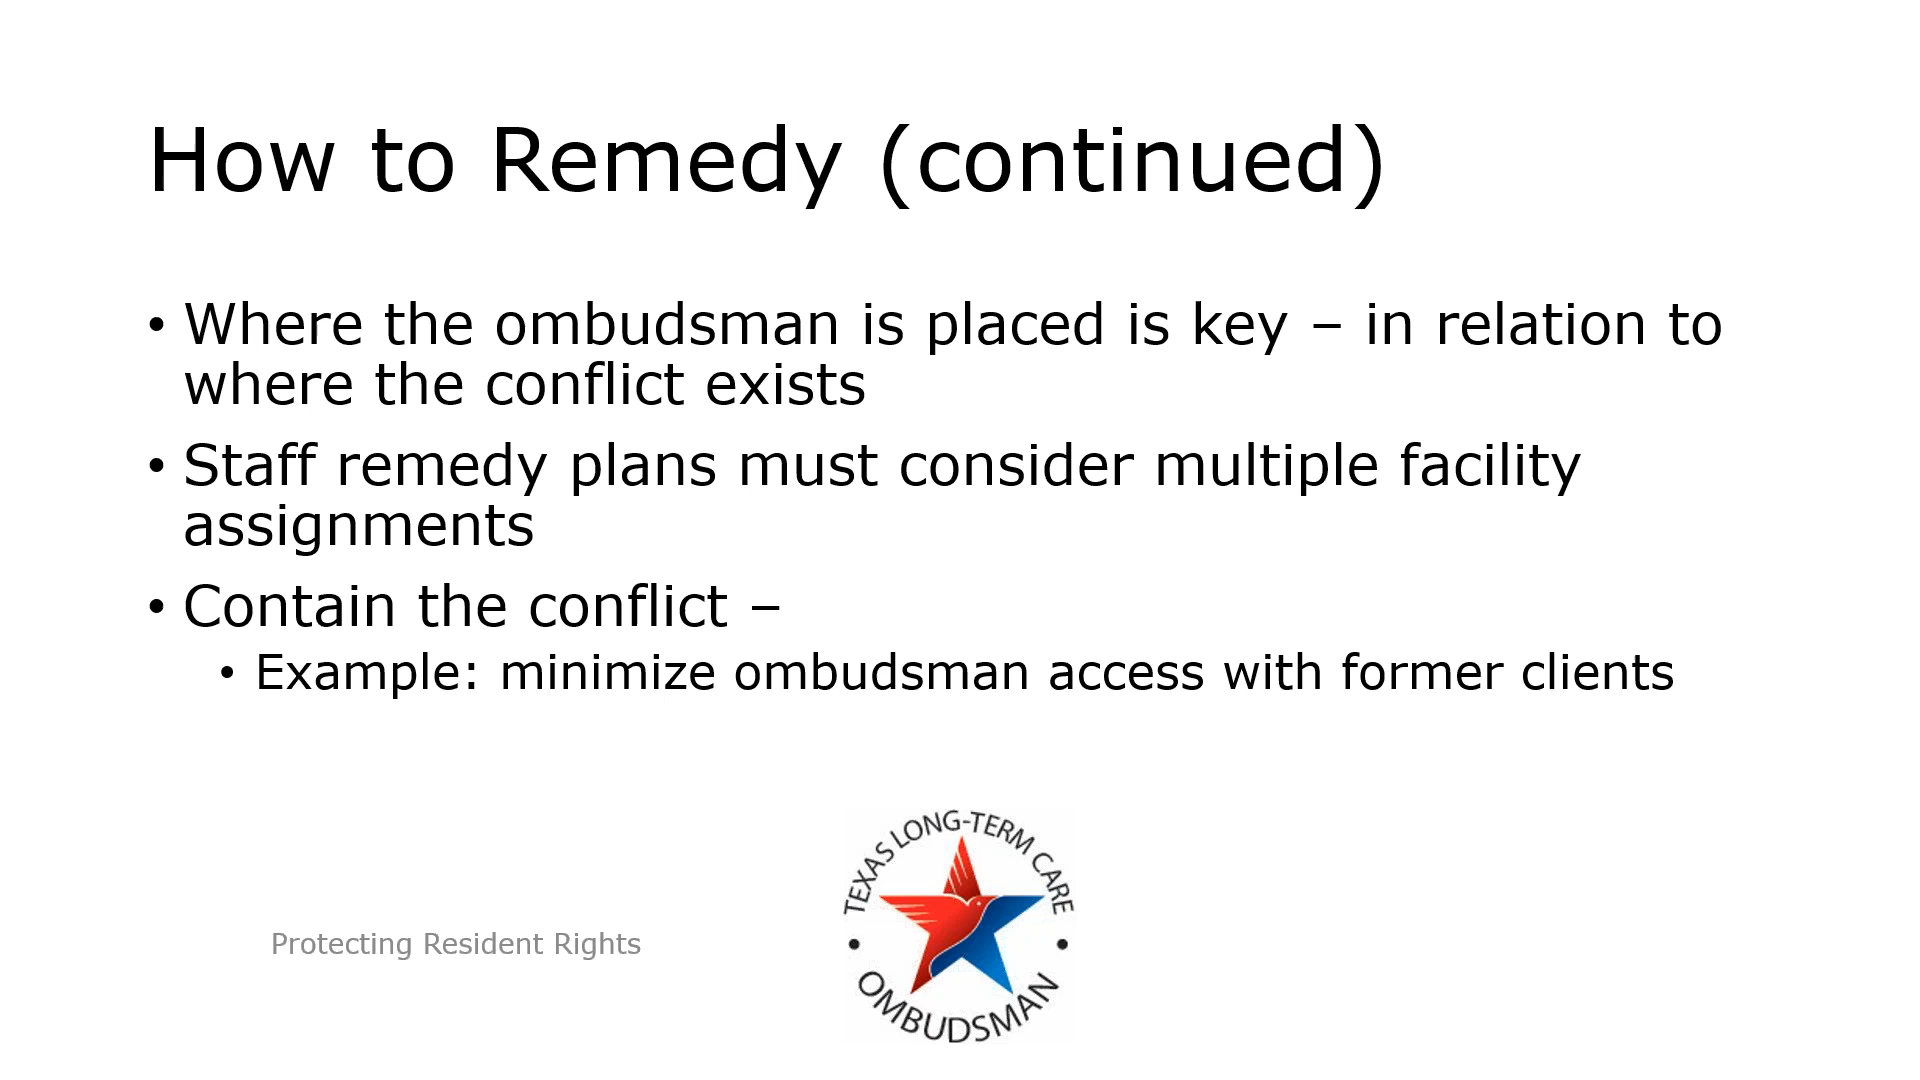 How to Remedy (continued)
• Where the ombudsman is placed is key – in relation to
where the conflict exists
• Staff remedy plans must consider multiple facility
assignments
• Contain the conflict –
• Example: minimize ombudsman access with former clients
Protecting Resident Rights
TEXAS LONG-TERM CARE
• OMBUDSMAN •